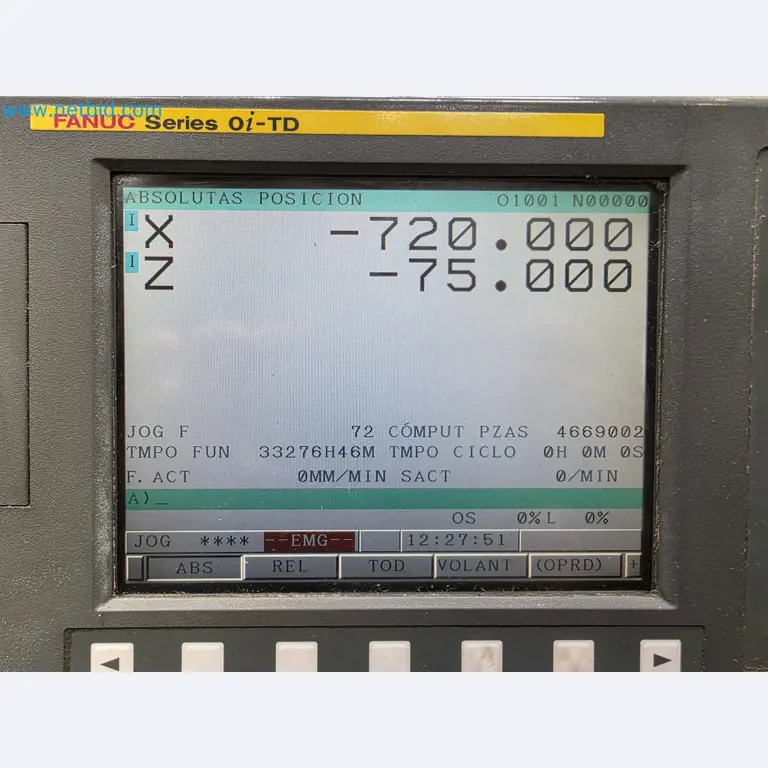 www.netbid.com
FANUC Series 0i-TD
ABSOLUTAS POSICION O1001 N00000
I X -720.000
I Z -75.000
JOG F 72 CÓMPUT PZAS 4669002
TMPO FUN 33276H46M TMPO CICLO 0H 0M 0S
F. ACT 0MM/MIN SACT 0/MIN
A)_
OS 0% L 0%
JOG **** --EMG-- 12:27:51
ABS REL TOD VOLANT (OPRD) +